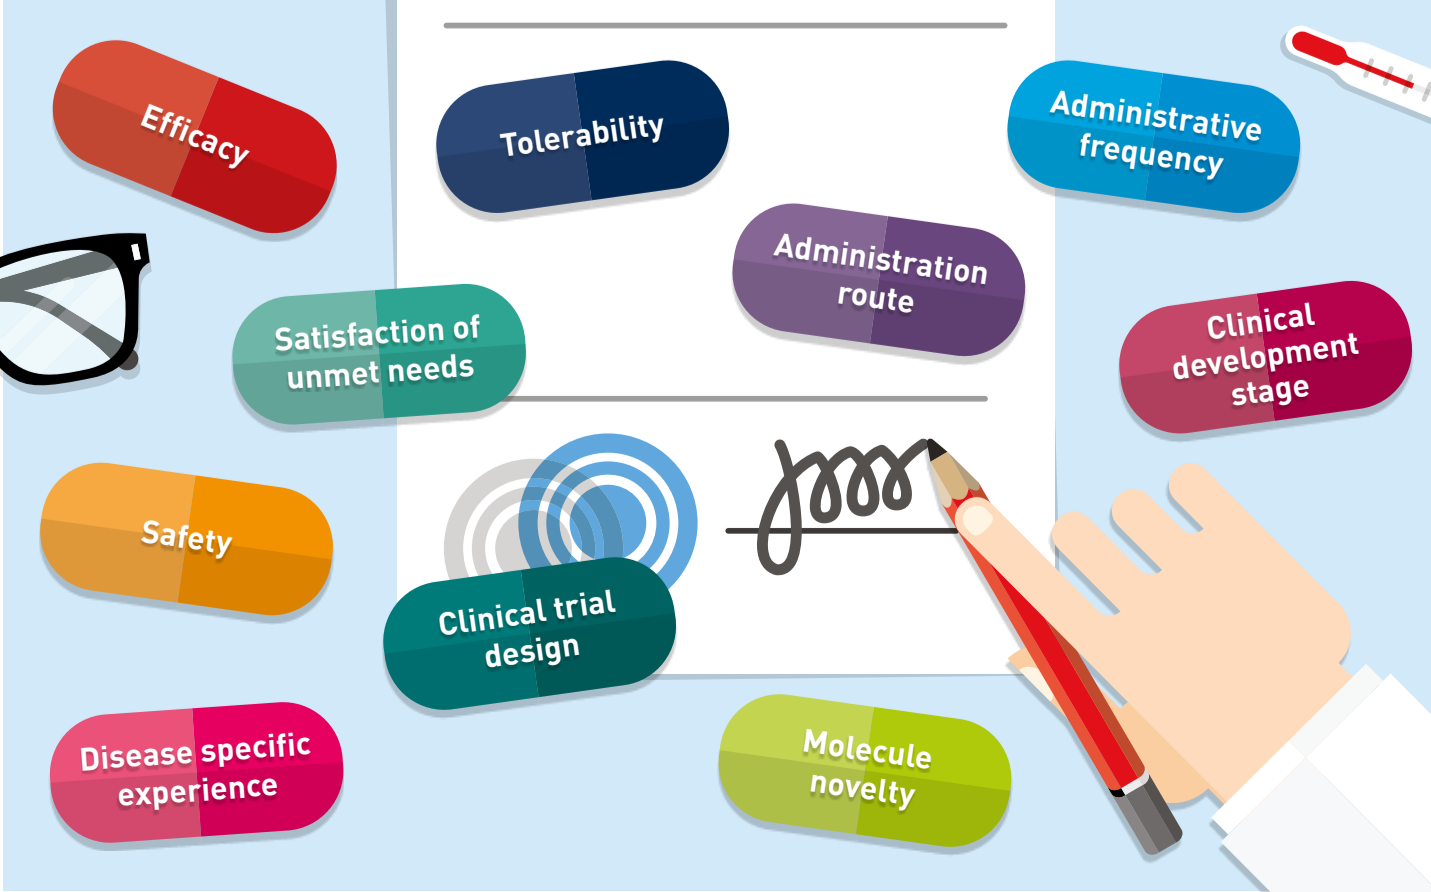 Efficacy
Tolerability
Administrative
frequency
Administration
route
Satisfaction of
unmet needs
Clinical
development
stage
Safety
Clinical trial
design
Disease specific
experience
Molecule
novelty